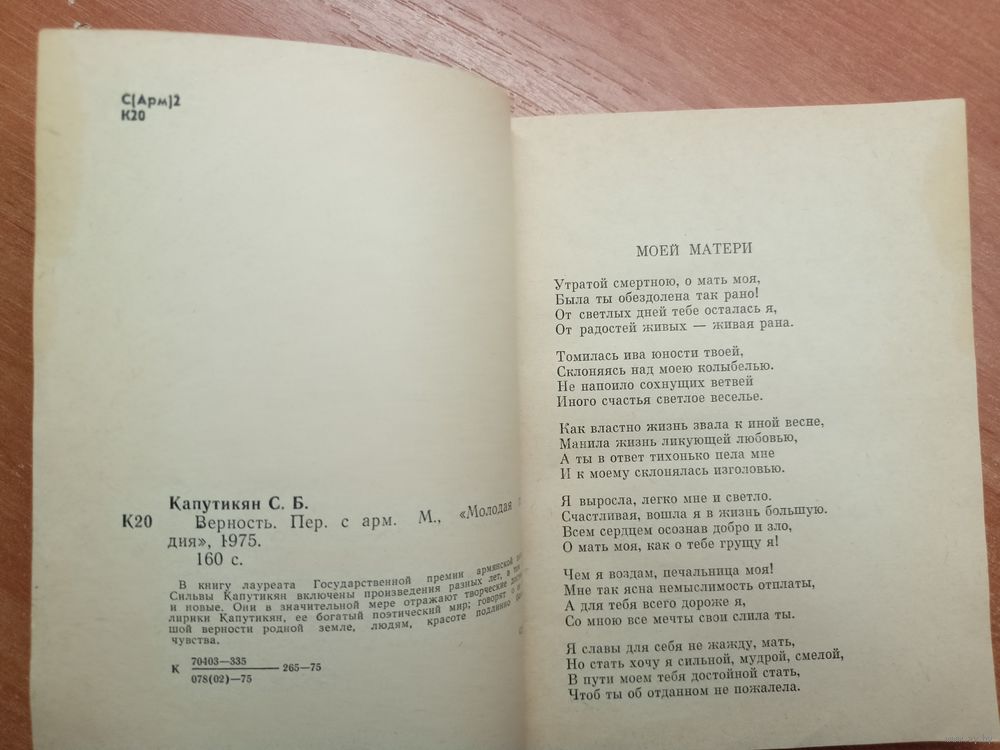 С(Арм)2
К20
Капутикян С. Б.
К20 Верность. Пер. с арм. М., «Молодая
дия», 1975.
160 с.
В книгу лауреата Государственной премии армянской
Сильвы Капутикян включены произведения разных лет, в том
и новые. Они в значительной мере отражают творческие
лирики Капутикян, ее богатый поэтический мир; говорят о
шой верности родной земле, людям, красоте подлинно
чувства.
К 70403—335
265—75
078(02)—75
МОЕЙ МАТЕРИ
Утратой смертною, о мать моя,
Была ты обездолена так рано!
От светлых дней тебе осталась я,
От радостей живых — живая рана.
Томилась ива юности твоей,
Склоняясь над моею колыбелью.
Не напоило сохнущих ветвей
Иного счастья светлое веселье.
Как властно жизнь звала к иной весне,
Манила жизнь ликующей любовью,
А ты в ответ тихонько пела мне
И к моему склонялась изголовью.
Я выросла, легко мне и светло.
Счастливая, вошла я в жизнь большую.
Всем сердцем осознав добро и зло,
О мать моя, как о тебе грущу я!
Чем я воздам, печальница моя!
Мне так ясна немыслимость отплаты,
А для тебя всего дороже я,
Со мною все мечты свои слила ты.
Я славы для себя не жажду, мать,
Но стать хочу я сильной, мудрой, смелой,
В пути моем тебя достойной стать,
Чтоб ты об отданном не пожалела.